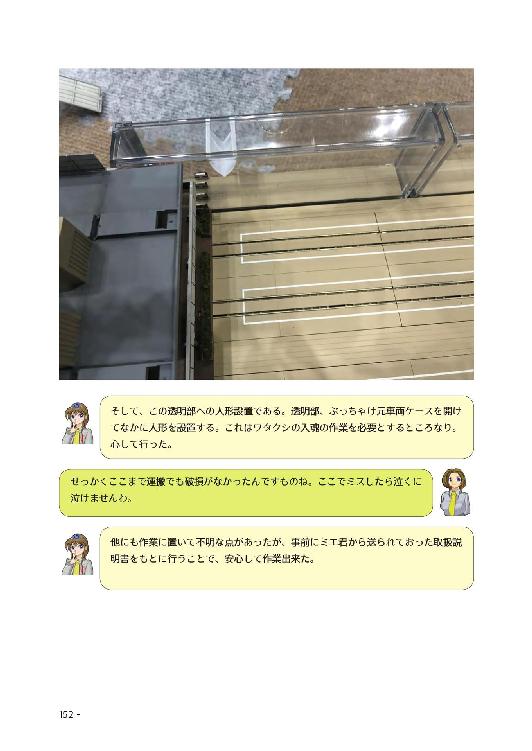 そして、この透明部への人形設置である。透明部、ぶっちゃけ元車両ケースを開け
てなかに人形を設置する。これはワタクシの入魂の作業を必要とするところなり。
心して行った。
せっかくここまで運搬でも破損がなかったんですものね。ここでミスしたら泣くに
泣けませんわ。
他にも作業に置いて不明な点があったが、事前にミエ君から送られておった取扱説
明書をもとに行うことで、安心して作業出来た。
152 -